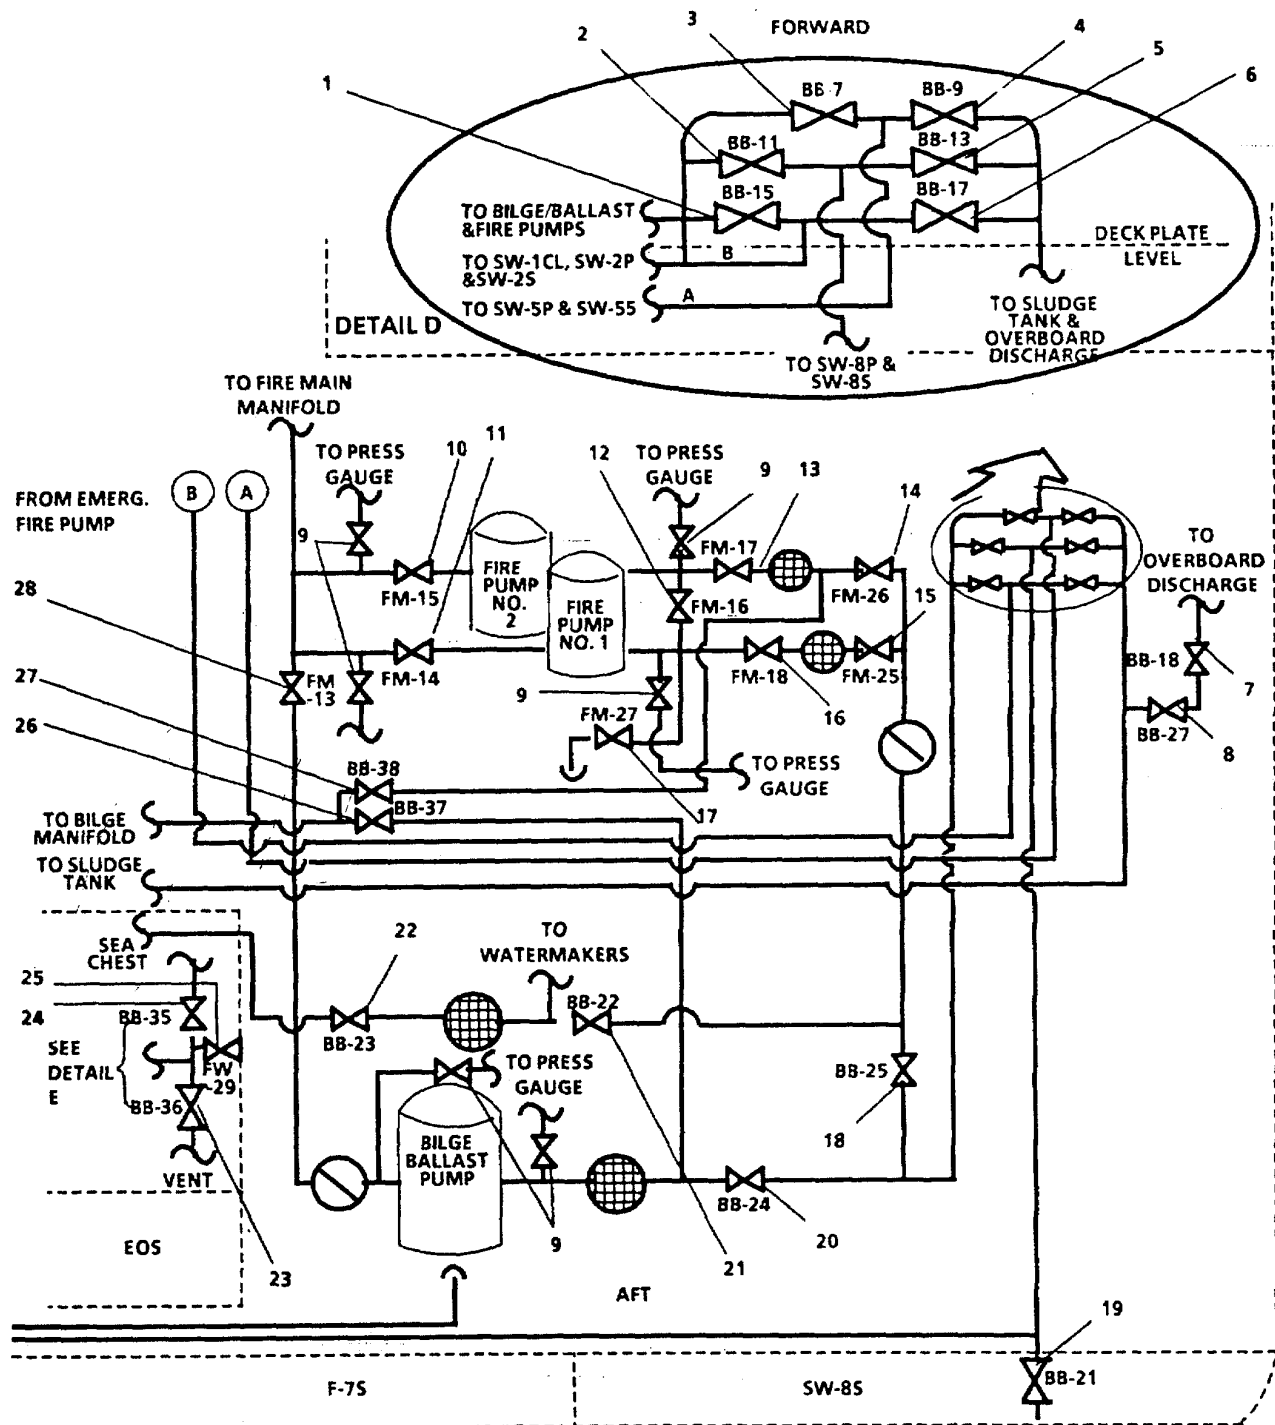 FORWARD
3
4
2
5
BB-7
BB-9
1
6
BB-11
BB-13
BB-15
BB-17
TO BILGE/BALLAST
&FIRE PUMPS
DECK PLATE
LEVEL
B
TO SW-1CL, SW-2P
&SW-2S
A
TO SW-5P & SW-55
DETAIL D
TO SLUDGE
TANK &
OVERBOARD
DISCHARGE
TO SW-8P &
SW-8S
TO FIRE MAIN
MANIFOLD
TO PRESS
GAUGE
10
11
12
TO PRESS
GAUGE
9
13
14
FROM EMERG.
FIRE PUMP
B
A
9
FM-15
FIRE
PUMP
NO.
2
FIRE
PUMP
NO. 1
FM-17
FM-16
FM-26
15
TO
OVERBOARD
DISCHARGE
28
FM
-13
FM-14
9
FM-18
FM-25
16
BB-18
7
27
FM-27
BB-27
8
26
BB-38
BB-37
TO PRESS
GAUGE
17
TO BILGE
MANIFOLD
TO SLUDGE
TANK
SEA
CHEST
22
TO
WATERMAKERS
25
24
BB-35
BB-23
BB-22
SEE
DETAIL
E
FW
-29
BB-36
TO PRESS
GAUGE
BB-25
18
VENT
BILGE
BALLAST
PUMP
BB-24
20
EOS
23
9
21
AFT
19
F-7S
SW-8S
BB-21